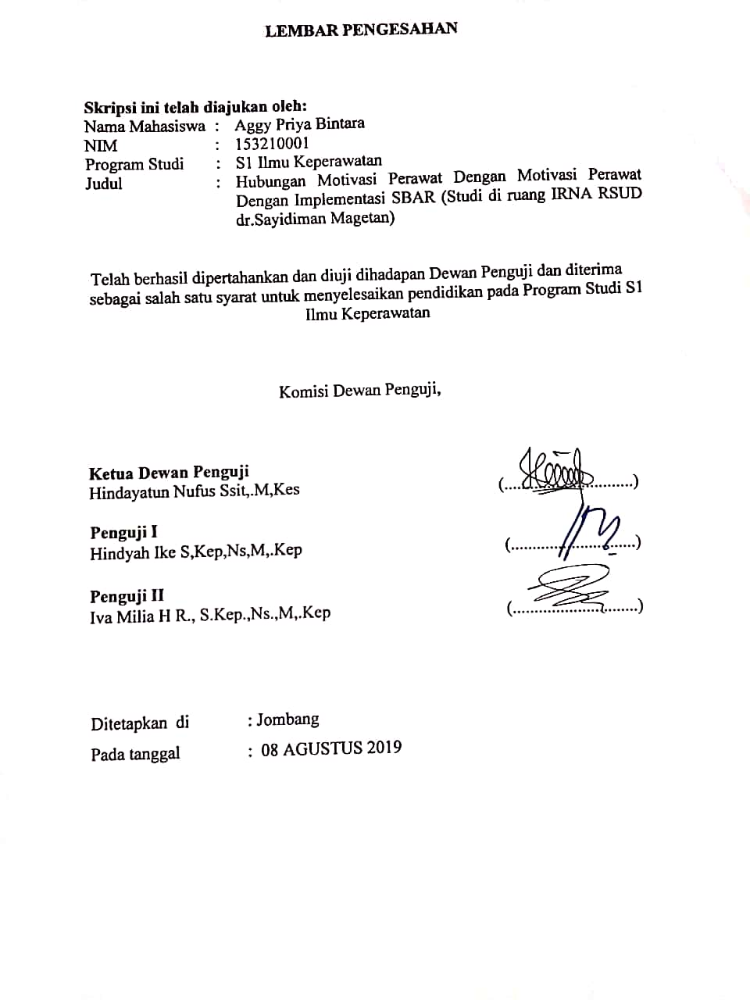 LEMBAR PENGESAHAN
Skripsi ini telah diajukan oleh:
Nama Mahasiswa : Aggy Priya Bintara
NIM : 153210001
Program Studi : S1 Ilmu Keperawatan
Judul : Hubungan Motivasi Perawat Dengan Motivasi Perawat
Dengan Implementasi SBAR (Studi di ruang IRNA RSUD
dr.Sayidiman Magetan)
Telah berhasil dipertahankan dan diuji dihadapan Dewan Penguji dan diterima
sebagai salah satu syarat untuk menyelesaikan pendidikan pada Program Studi S1
Ilmu Keperawatan
Komisi Dewan Penguji,
Ketua Dewan Penguji
Hindayatun Nufus Ssit,.M,Kes (..............................)
Penguji I
Hindyah Ike S,Kep,Ns,M,.Kep (..............................)
Penguji II
Iva Milia H R., S.Kep.,Ns.,M,.Kep (..............................)
Ditetapkan di : Jombang
Pada tanggal : 08 AGUSTUS 2019